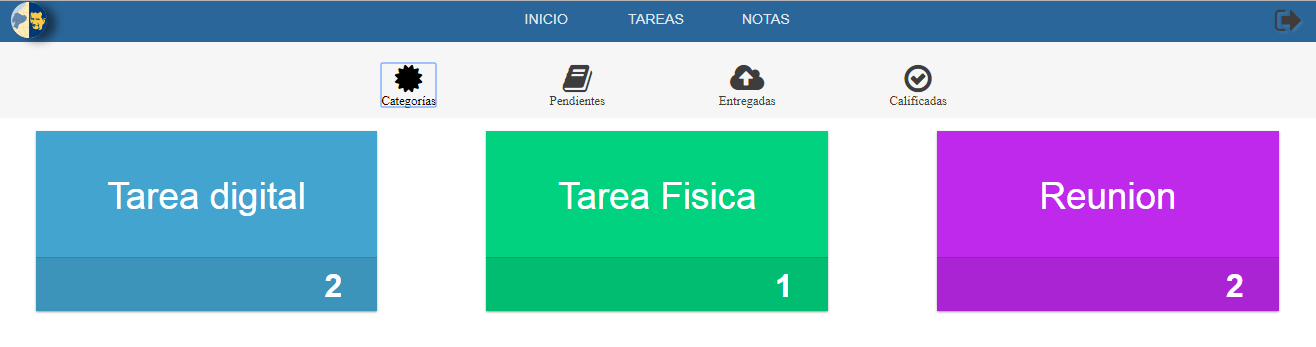 INICIO TAREAS NOTAS
Categorías Pendientes Entregadas Calificadas
Tarea digital Tarea Fisica Reunion
2 1 2